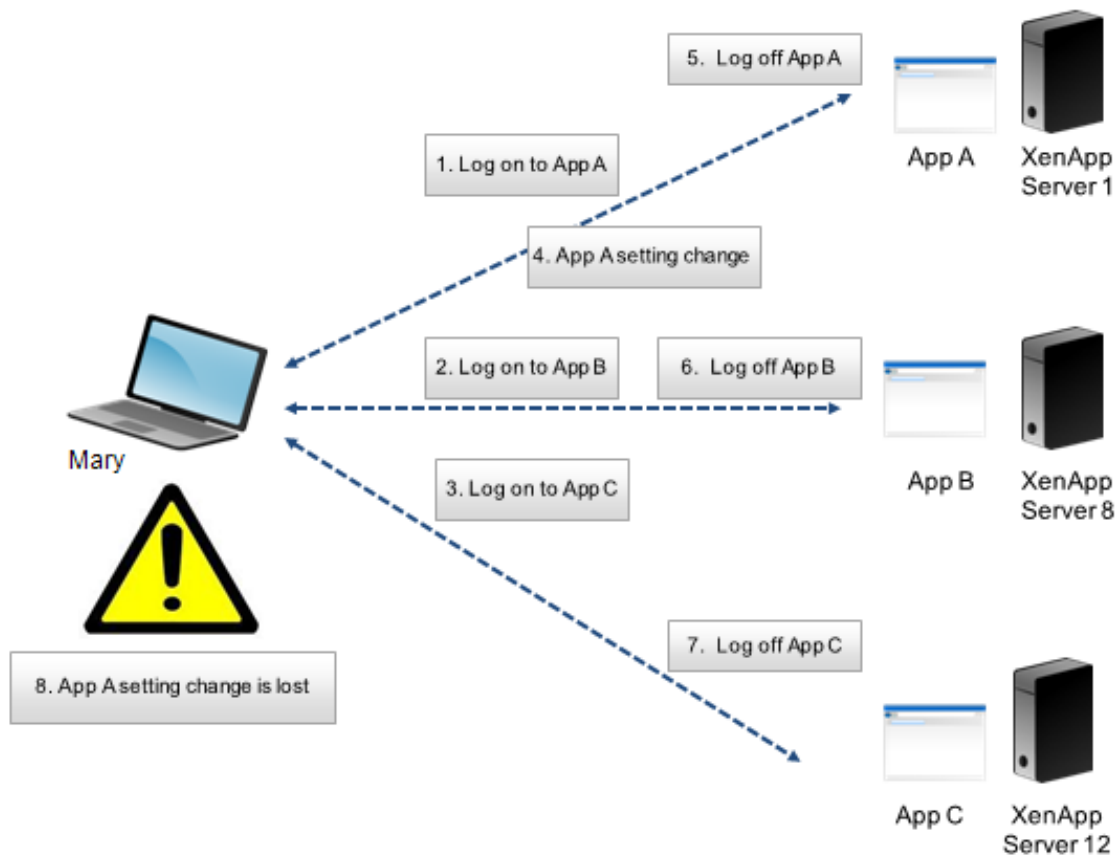 5. Log off App A
1. Log on to App A
App A
XenApp
Server 1
4. App A setting change
2. Log on to App B
6. Log off App B
Mary
3. Log on to App C
App B
XenApp
Server 8
7. Log off App C
8. App A setting change is lost
App C
XenApp
Server 12